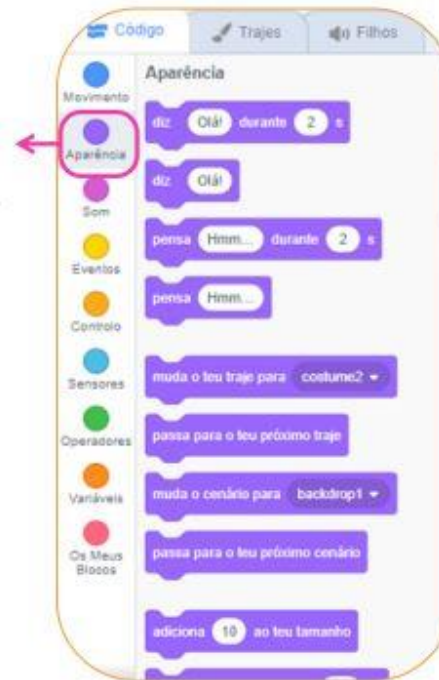 Código Trajes Filhos
Aparência
Movimento
diz Olá! durante 2 s
Aparência
diz Olá!
Som
pensa Hmm... durante 2 s
Eventos
pensa Hmm...
Controlo
Sensores
muda o teu traje para costume2
Operadores
passa para o teu próximo traje
Variáveis
muda o cenário para backdrop1
Os Meus
Blocos
passa para o teu próximo cenário
adiciona 10 ao teu tamanho